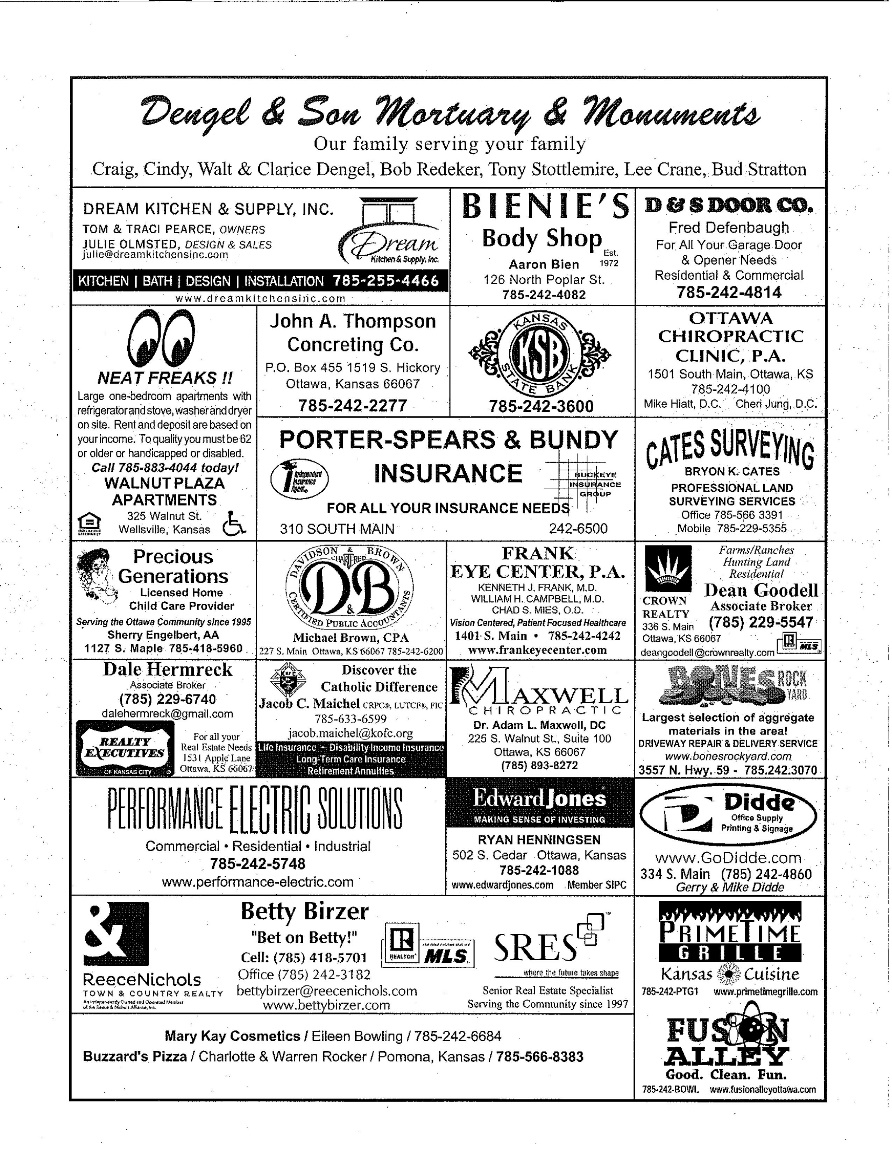 Dengel & Son Mortuary & Monuments
Our family serving your family
Craig, Cindy, Walt & Clarice Dengel, Bob Redeker, Tony Stottlemire, Lee Crane, Bud Stratton
DREAM KITCHEN & SUPPLY, INC.
TOM & TRACI PEARCE, OWNERS
JULIE OLMSTED, DESIGN & SALES
julie@dreamkitchensinc.com
Dream
Kitchen & Supply, Inc.
KITCHEN | BATH | DESIGN | INSTALLATION 785-255-4466
www.dreamkitchensinc.com
BIENIE'S
Body Shop
Est.
1972
Aaron Bien
126 North Poplar St.
785-242-4082
D & S DOOR CO.
Fred Defenbaugh
For All Your Garage Door
& Opener Needs
Residential & Commercial
785-242-4814
NEAT FREAKS !!
Large one-bedroom apartments with
refrigerator and stove, washer and dryer
on site. Rent and deposit are based on
your income. To qualify you must be 62
or older or handicapped or disabled.
Call 785-883-4044 today!
WALNUT PLAZA
APARTMENTS
325 Walnut St.
Wellsville, Kansas
John A. Thompson
Concreting Co.
P.O. Box 455 1519 S. Hickory
Ottawa, Kansas 66067
785-242-2277
KANSAS
KSB
STATE BANK
785-242-3600
OTTAWA
CHIROPRACTIC
CLINIC, P.A.
1501 South Main, Ottawa, KS
785-242-4100
Mike Hiatt, D.C. Cheri Jung, D.C.
PORTER-SPEARS & BUNDY
INSURANCE
Independent
Insurance
Agent
BUCKEYE
INSURANCE
GROUP
FOR ALL YOUR INSURANCE NEEDS
310 SOUTH MAIN 242-6500
CATES SURVEYING
BRYON K. CATES
PROFESSIONAL LAND
SURVEYING SERVICES
Office 785-566 3391
Mobile 785-229-5355
Precious
Generations
Licensed Home
Child Care Provider
Serving the Ottawa Community since 1995
Sherry Engelbert, AA
1127 S. Maple 785-418-5960
DAVIDSON & BROWN
CHARTERED
D&B
CERTIFIED PUBLIC ACCOUNTANTS
Michael Brown, CPA
227 S. Main Ottawa, KS 66067 785-242-6200
FRANK
EYE CENTER, P.A.
KENNETH J. FRANK, M.D.
WILLIAM H. CAMPBELL, M.D.
CHAD S. MIES, O.D.
Vision Centered, Patient Focused Healthcare
1401 S. Main • 785-242-4242
www.frankeyecenter.com
Farms/Ranches
Hunting Land
Residential
Dean Goodell
Associate Broker
(785) 229-5547
CROWN
REALTY
336 S. Main
Ottawa, KS 66067
deangoodell@crownrealty.com
MLS
Dale Hermreck
Associate Broker
(785) 229-6740
dalehermreck@gmail.com
REALTY
EXECUTIVES
OF KANSAS CITY
For all your
Real Estate Needs
1531 Apple Lane
Ottawa, KS 66067
Discover the
Catholic Difference
Jacob C. Maichel CRPC®, LUTCF®, FIC
785-633-6599
jacob.maichel@kofc.org
Life Insurance - Disability Income Insurance
Long-Term Care Insurance
Retirement Annuities
MAXWELL
CHIROPRACTIC
Dr. Adam L. Maxwell, DC
225 S. Walnut St., Suite 100
Ottawa, KS 66067
(785) 893-8272
BONES ROCK
YARD
Largest selection of aggregate
materials in the area!
DRIVEWAY REPAIR & DELIVERY SERVICE
www.bonesrockyard.com
3557 N. Hwy. 59 - 785.242.3070
PERFORMANCE ELECTRIC SOLUTIONS
Commercial • Residential • Industrial
785-242-5748
www.performance-electric.com
Edward Jones
MAKING SENSE OF INVESTING
RYAN HENNINGSEN
502 S. Cedar Ottawa, Kansas
785-242-1088
www.edwardjones.com Member SIPC
Didde
Office Supply
Printing & Signage
www.GoDidde.com
334 S. Main (785) 242-4860
Gerry & Mike Didde
&
ReeceNichols
TOWN & COUNTRY REALTY
Betty Birzer
"Bet on Betty!"
Cell: (785) 418-5701
Office (785) 242-3182
bettybirzer@reecenichols.com
www.bettybirzer.com
REALTOR
MLS
SRES
where the future takes shape
Senior Real Estate Specialist
Serving the Community since 1997
PRIMETIME
GRILLE
Kansas Cuisine
785-242-PTG1 www.primetimegrille.com
Mary Kay Cosmetics / Eileen Bowling / 785-242-6684
Buzzard's Pizza / Charlotte & Warren Rocker / Pomona, Kansas / 785-566-8383
FUSION
ALLEY
Good. Clean. Fun.
785-242-BOWL www.fusionalleyottawa.com